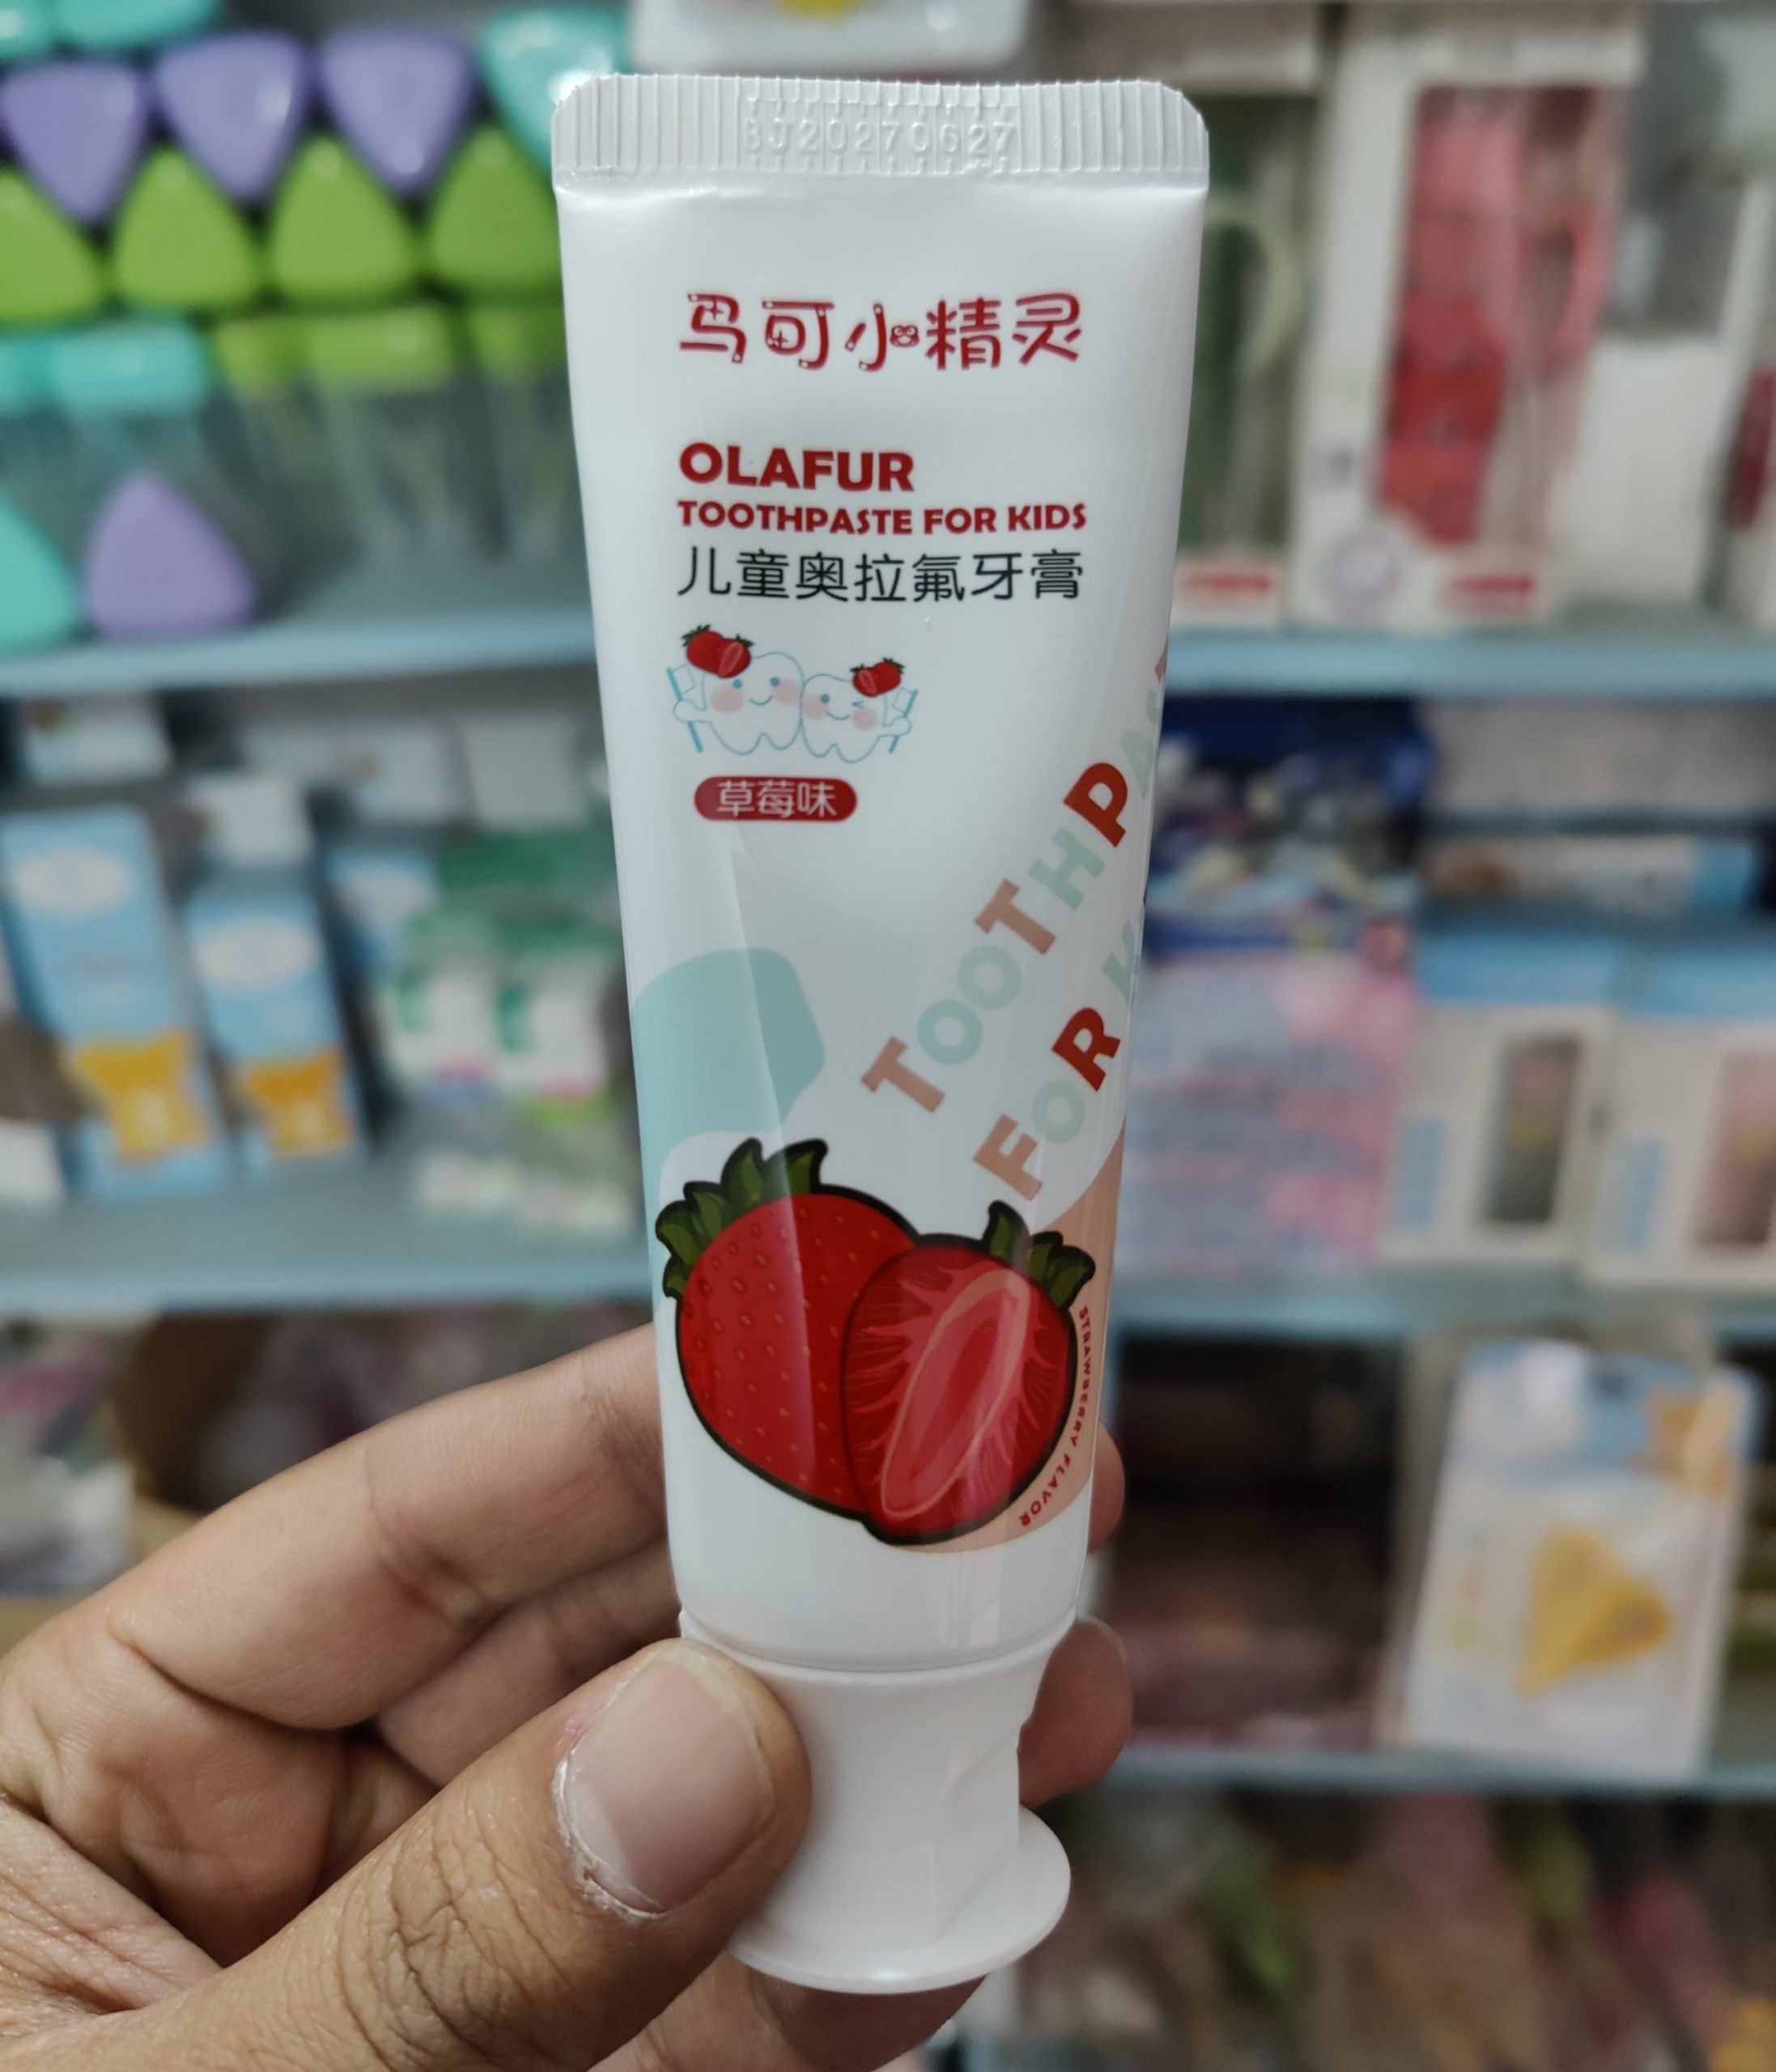 BJ20270627
马可小精灵
OLAFUR
TOOTHPASTE FOR KIDS
儿童奥拉氟牙膏
草莓味
TOOTHPAST
FOR K
STRAWBERRY FLAVOR